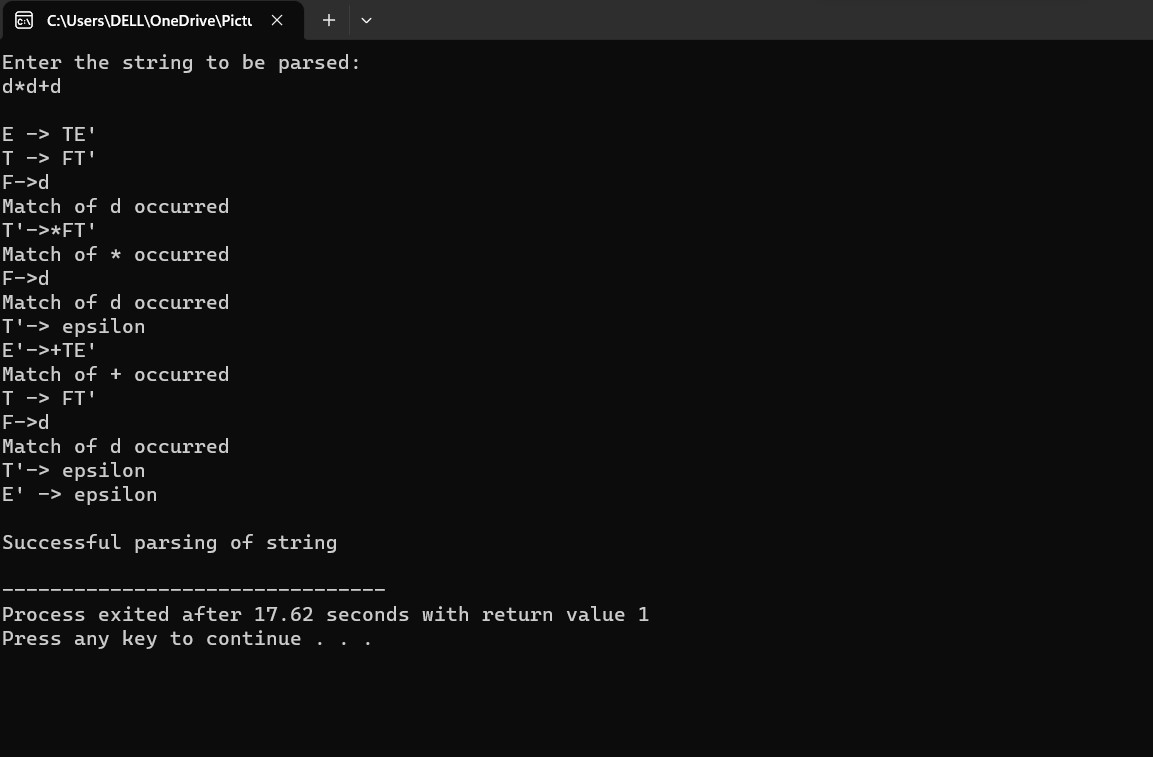 C:\Users\DELL\OneDrive\Pictu
Enter the string to be parsed:
d*d+d
E -> TE'
T -> FT'
F->d
Match of d occurred
T'->*FT'
Match of * occurred
F->d
Match of d occurred
T'-> epsilon
E'->+TE'
Match of + occurred
T -> FT'
F->d
Match of d occurred
T'-> epsilon
E' -> epsilon
Successful parsing of string
--------------------------------
Process exited after 17.62 seconds with return value 1
Press any key to continue . . .